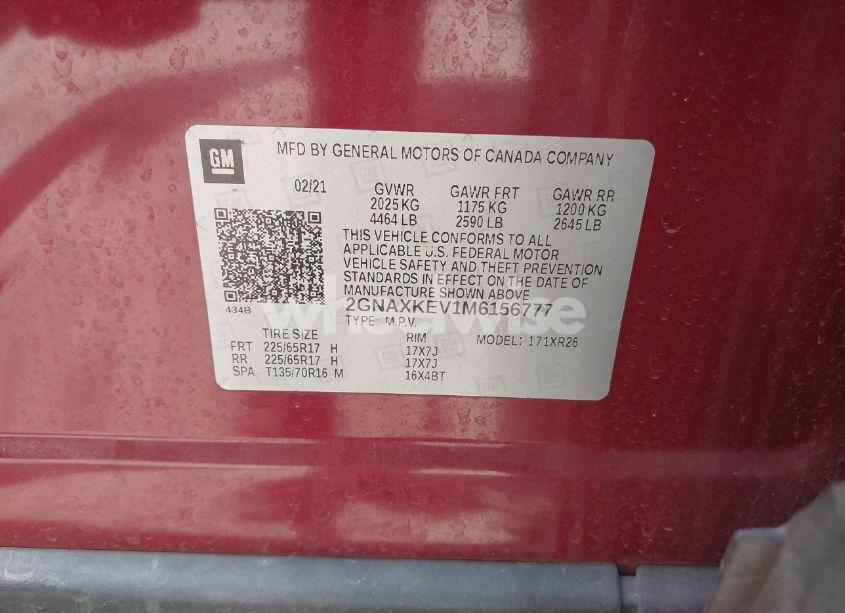 GM
MFD BY GENERAL MOTORS OF CANADA COMPANY
02/21 GVWR GAWR FRT GAWR RR
2025 KG 1175 KG 1200 KG
4464 LB 2590 LB 2645 LB
THIS VEHICLE CONFORMS TO ALL
APPLICABLE U.S. FEDERAL MOTOR
VEHICLE SAFETY AND THEFT PREVENTION
STANDARDS IN EFFECT ON THE DATE OF
MANUFACTURE SHOWN ABOVE.
434B 2GNAXKEV1M6156777
TYPE: M.P.V. MODEL: 171XR26
TIRE SIZE RIM
FRT 225/65R17 H 17X7J
RR 225/65R17 H 17X7J
SPA T135/70R16 M 16X4BT
wheelwise